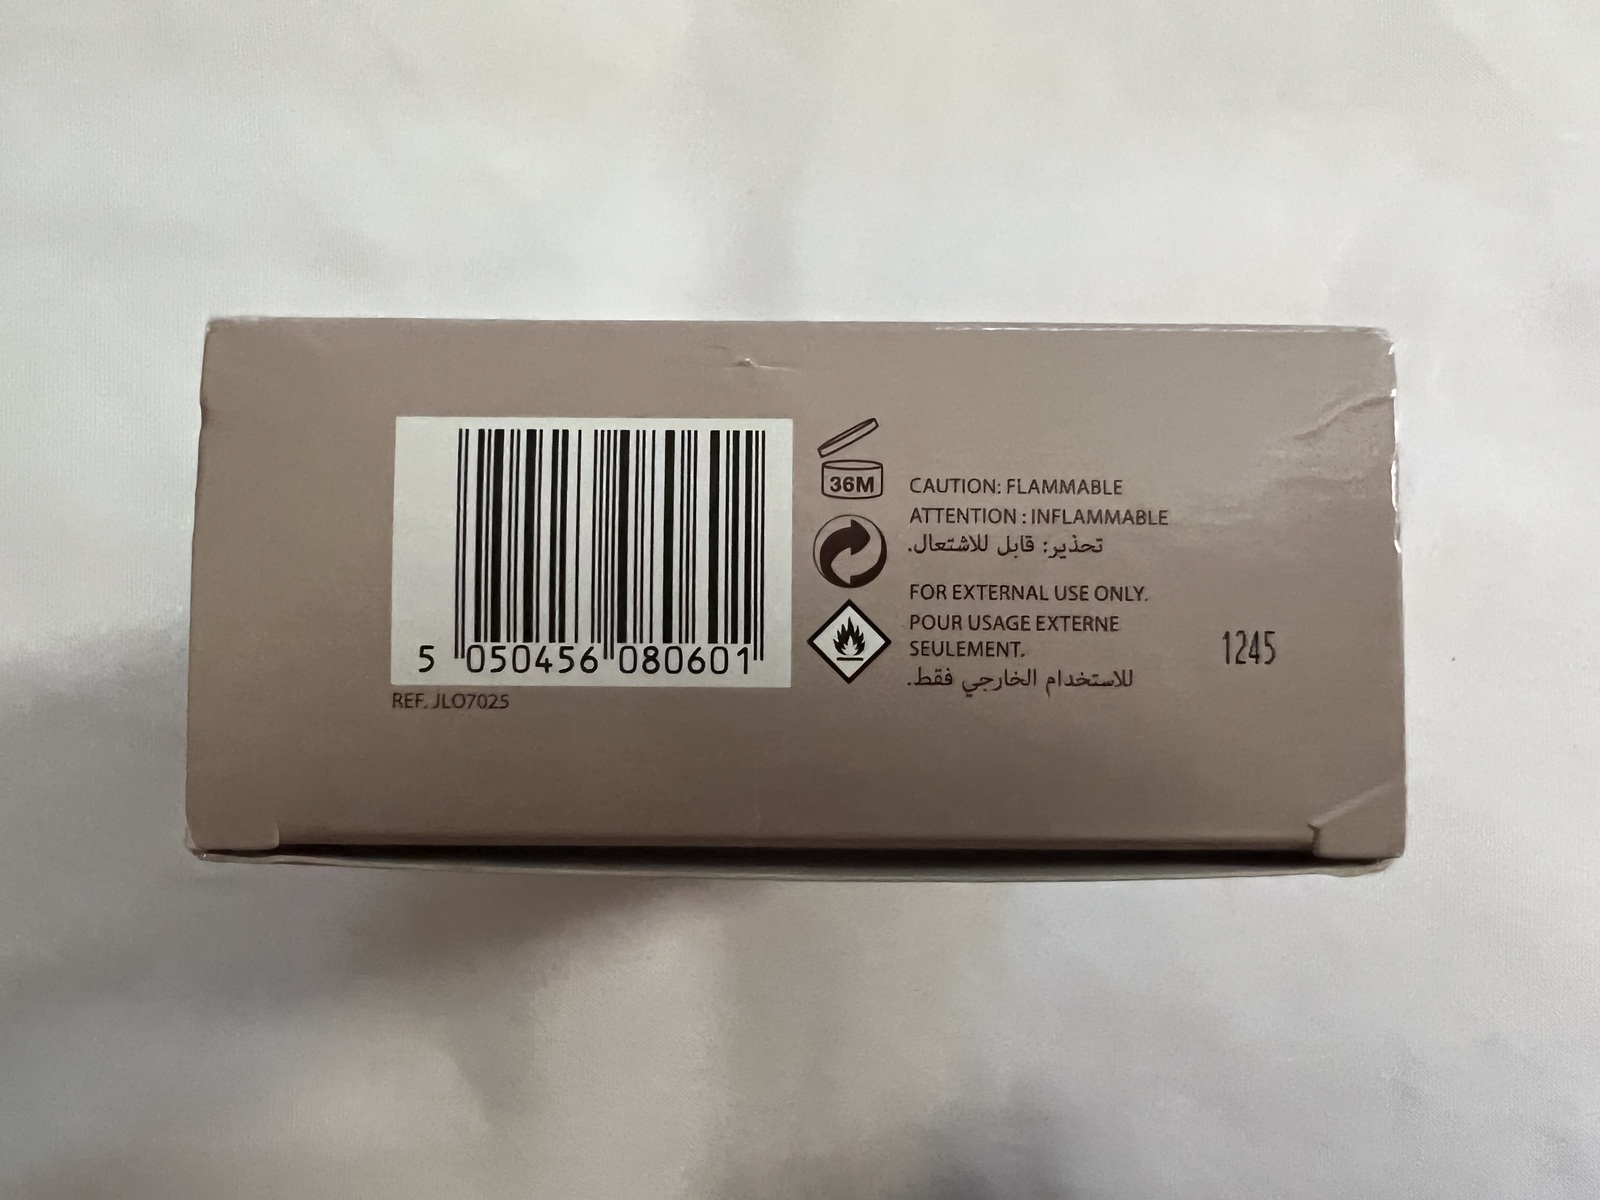 5 050456 080601
REF. JLO7025
36M
CAUTION: FLAMMABLE
ATTENTION : INFLAMMABLE
تحذير: قابل للاشتعال.
FOR EXTERNAL USE ONLY.
POUR USAGE EXTERNE
SEULEMENT.
للاستخدام الخارجي فقط.
1245